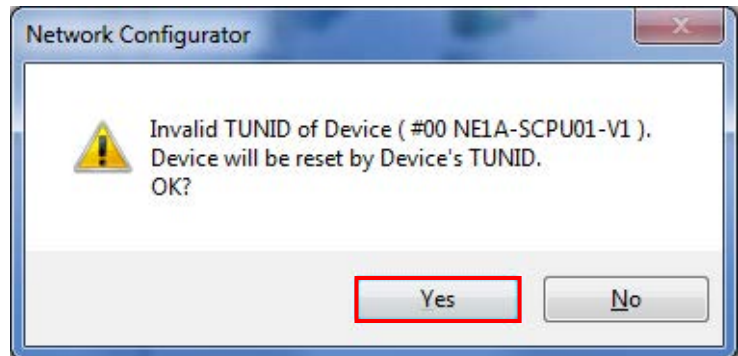 Network Configurator
Invalid TUNID of Device ( #00 NE1A-SCPU01-V1 ).
Device will be reset by Device's TUNID.
OK?
Yes
No